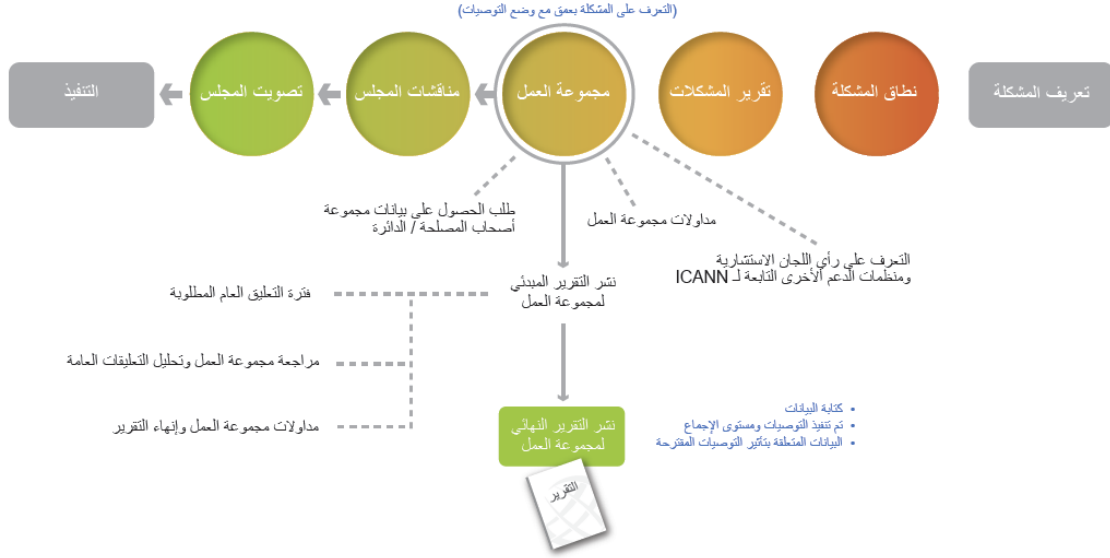 (التعرف على المشكلة بعمق مع وضع التوصيات)
تعريف المشكلة
نطاق المشكلة
تقرير المشكلات
مجموعة العمل
مناقشات المجلس
تصويت المجلس
التنفيذ
التعرف على رأي اللجان الاستشارية
ومنظمات الدعم الأخرى التابعة لـ ICANN
مداولات مجموعة العمل
طلب الحصول على بيانات مجموعة
أصحاب المصلحة / الدائرة
نشر التقرير المبدئي
لمجموعة العمل
فترة التعليق العام المطلوبة
مراجعة مجموعة العمل وتحليل التعليقات العامة
مداولات مجموعة العمل وإنهاء التقرير
نشر التقرير النهائي
لمجموعة العمل
• كتابة البيانات
• تم تنفيذ التوصيات ومستوى الإجماع
• البيانات المتعلقة بتأثير التوصيات المقترحة
التقرير